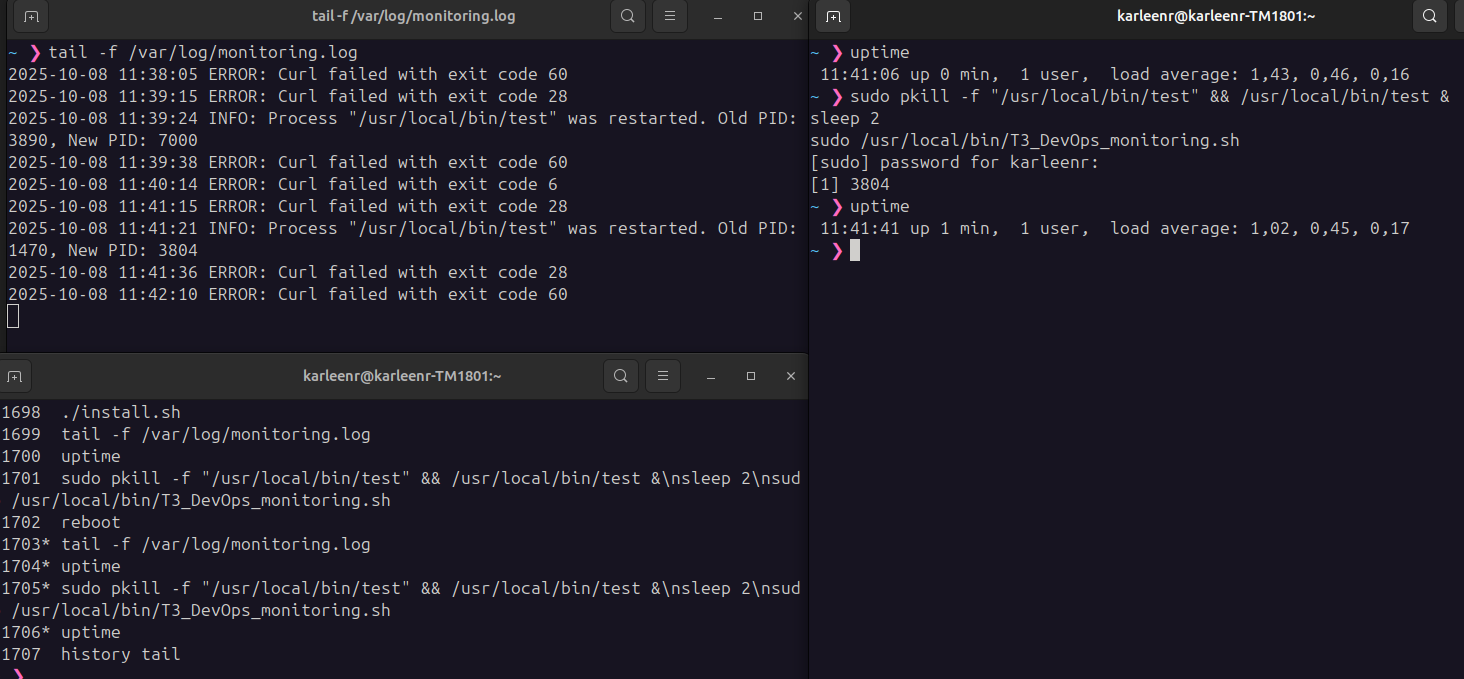 tail -f /var/log/monitoring.log
~ ❯ tail -f /var/log/monitoring.log
2025-10-08 11:38:05 ERROR: Curl failed with exit code 60
2025-10-08 11:39:15 ERROR: Curl failed with exit code 28
2025-10-08 11:39:24 INFO: Process "/usr/local/bin/test" was restarted. Old PID:
3890, New PID: 7000
2025-10-08 11:39:38 ERROR: Curl failed with exit code 60
2025-10-08 11:40:14 ERROR: Curl failed with exit code 6
2025-10-08 11:41:15 ERROR: Curl failed with exit code 28
2025-10-08 11:41:21 INFO: Process "/usr/local/bin/test" was restarted. Old PID:
1470, New PID: 3804
2025-10-08 11:41:36 ERROR: Curl failed with exit code 28
2025-10-08 11:42:10 ERROR: Curl failed with exit code 60
karleenr@karleenr-TM1801:~
1698  ./install.sh
1699  tail -f /var/log/monitoring.log
1700  uptime
1701  sudo pkill -f "/usr/local/bin/test" && /usr/local/bin/test &\nsleep 2\nsud
/usr/local/bin/T3_DevOps_monitoring.sh
1702  reboot
1703* tail -f /var/log/monitoring.log
1704* uptime
1705* sudo pkill -f "/usr/local/bin/test" && /usr/local/bin/test &\nsleep 2\nsud
/usr/local/bin/T3_DevOps_monitoring.sh
1706* uptime
1707  history tail
❯
karleenr@karleenr-TM1801:~
~ ❯ uptime
11:41:06 up 0 min,  1 user,  load average: 1,43, 0,46, 0,16
~ ❯ sudo pkill -f "/usr/local/bin/test" && /usr/local/bin/test &
sleep 2
sudo /usr/local/bin/T3_DevOps_monitoring.sh
[sudo] password for karleenr:
[1] 3804
~ ❯ uptime
11:41:41 up 1 min,  1 user,  load average: 1,02, 0,45, 0,17
~ ❯